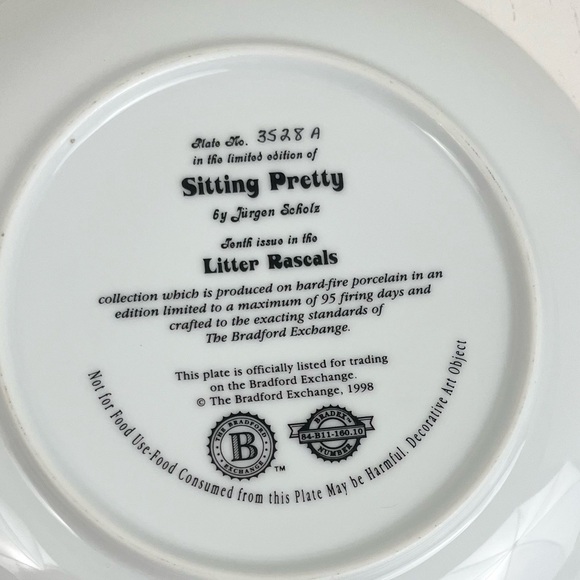 Plate No. 3528 A
in the limited edition of
Sitting Pretty
by Jürgen Scholz
Tenth issue in the
Litter Rascals
collection which is produced on hard-fire porcelain in an
edition limited to a maximum of 95 firing days and
crafted to the exacting standards of
The Bradford Exchange.
This plate is officially listed for trading
on the Bradford Exchange.
© The Bradford Exchange, 1998
THE BRADFORD
B
EXCHANGE
TM
BRADEX™
84-B11-160.10
NUMBER
Not for Food Use-Food Consumed from this Plate May be Harmful. Decorative Art Object